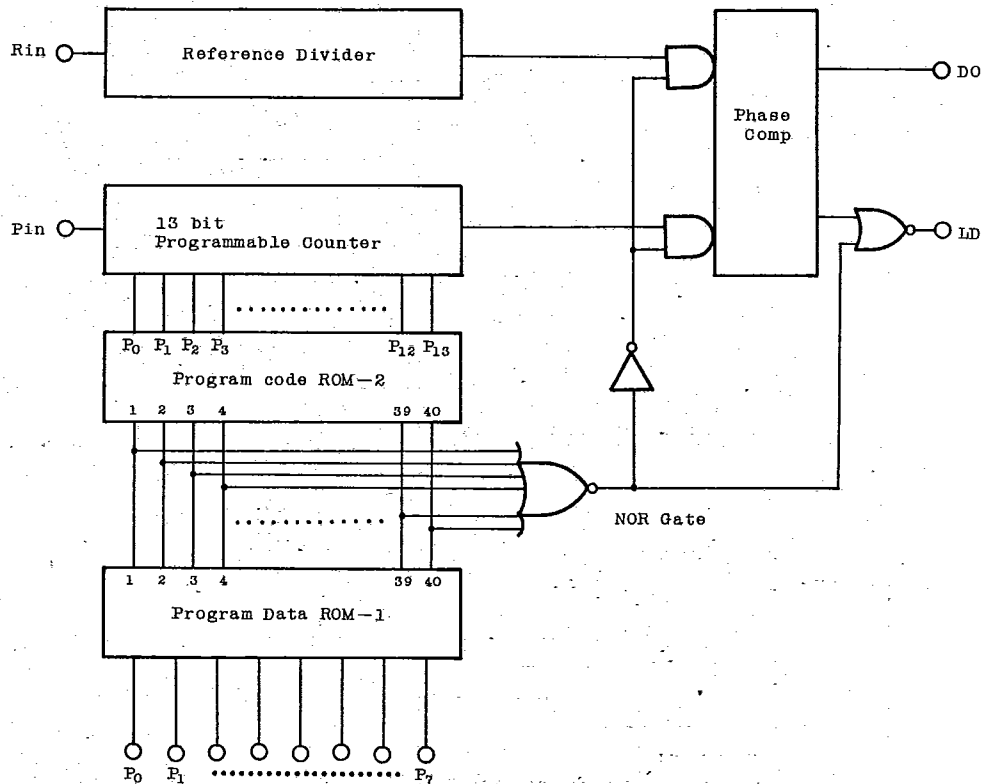 Rin
Reference Divider
DO
Phase
Comp
Pin
13 bit
Programmable Counter
LD
P0 P1 P2 P3 P12 P13
Program code ROM-2
1 2 3 4 39 40
NOR Gate
1 2 3 4 39 40
Program Data ROM-1
P0 P1 P7